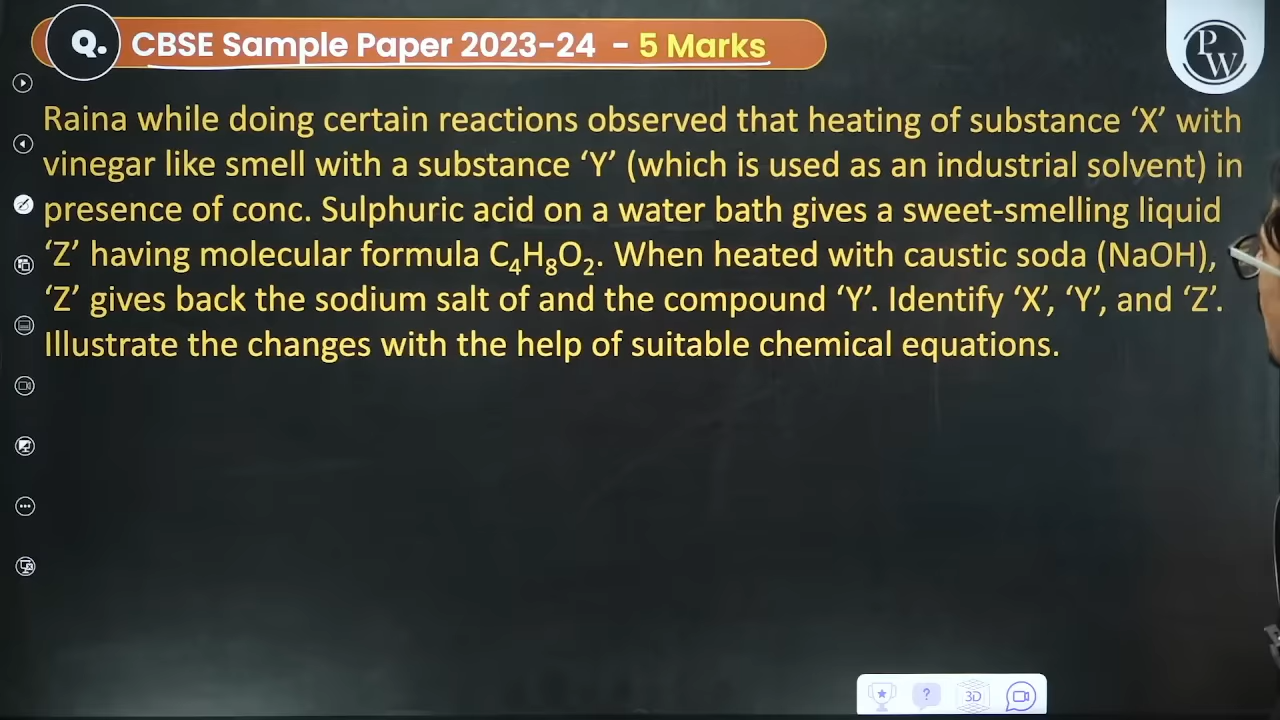 Q. CBSE Sample Paper 2023-24 - 5 Marks
PW
Raina while doing certain reactions observed that heating of substance ‘X’ with
vinegar like smell with a substance ‘Y’ (which is used as an industrial solvent) in
presence of conc. Sulphuric acid on a water bath gives a sweet-smelling liquid
‘Z’ having molecular formula C₄H₈O₂. When heated with caustic soda (NaOH),
‘Z’ gives back the sodium salt of and the compound ‘Y’. Identify ‘X’, ‘Y’, and ‘Z’.
Illustrate the changes with the help of suitable chemical equations.
? 3D